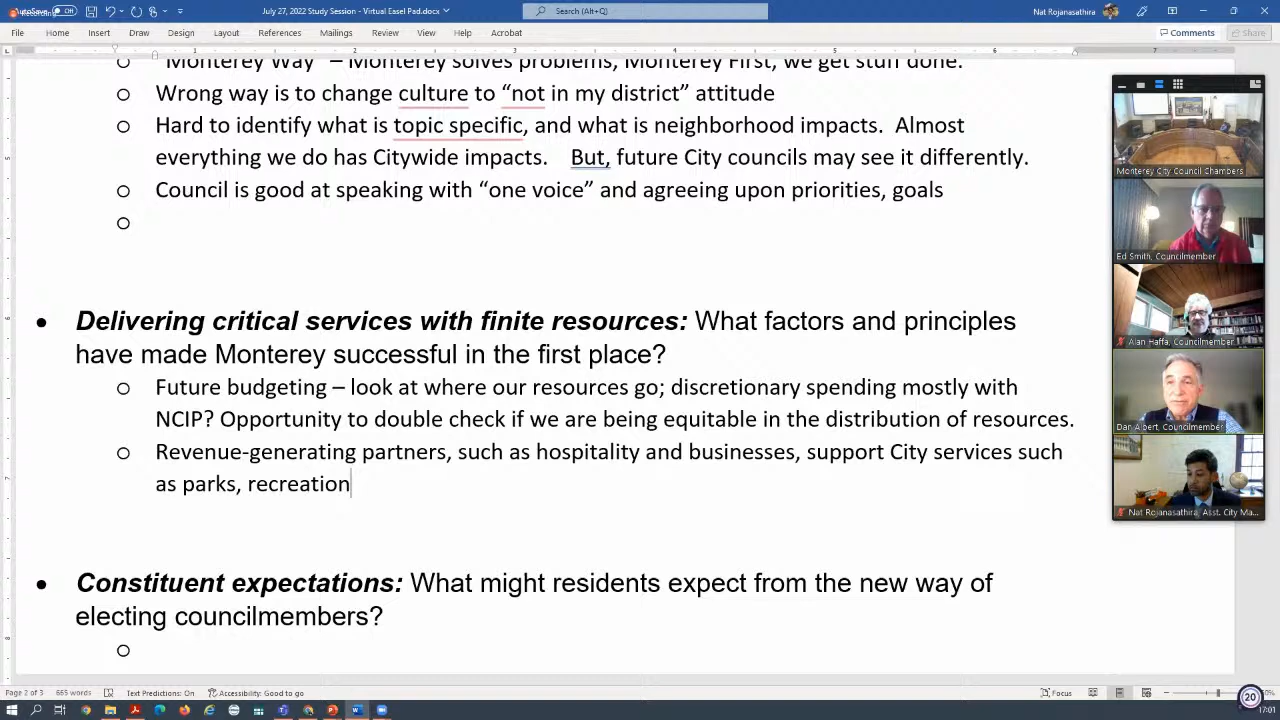 AutoSave Off
July 27, 2022 Study Session - Virtual Easel Pad.docx
Search (Alt+Q)
Nat Rojanasathira
File Home Insert Draw Design Layout References Mailings Review View Help Acrobat
Comments Share
"Monterey Way" – Monterey solves problems, Monterey First, we get stuff done.
Wrong way is to change culture to “not in my district” attitude
Hard to identify what is topic specific, and what is neighborhood impacts. Almost
everything we do has Citywide impacts. But, future City councils may see it differently.
Council is good at speaking with “one voice” and agreeing upon priorities, goals
Delivering critical services with finite resources: What factors and principles
have made Monterey successful in the first place?
Future budgeting – look at where our resources go; discretionary spending mostly with
NCIP? Opportunity to double check if we are being equitable in the distribution of resources.
Revenue-generating partners, such as hospitality and businesses, support City services such
as parks, recreation
Constituent expectations: What might residents expect from the new way of
electing councilmembers?
Monterey City Council Chambers
Ed Smith, Councilmember
Alan Haffa, Councilmember
Dan Albert, Councilmember
Nat Rojanasathira, Asst. City Ma...
Page 2 of 3 665 words Text Predictions: On Accessibility: Good to go
Focus
20
17:01